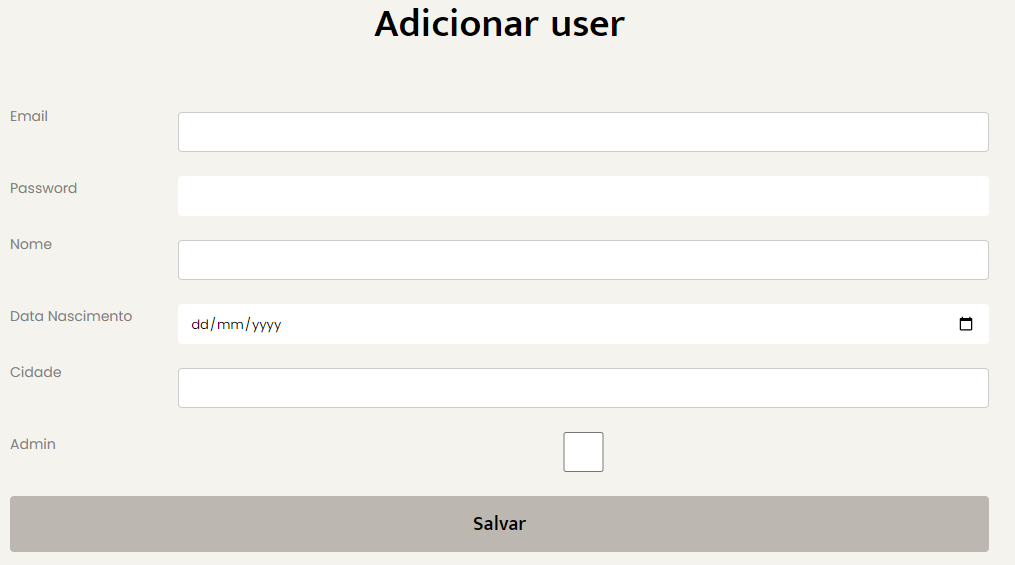 Adicionar user
Email
Password
Nome
Data Nascimento
dd/mm/yyyy
Cidade
Admin
Salvar